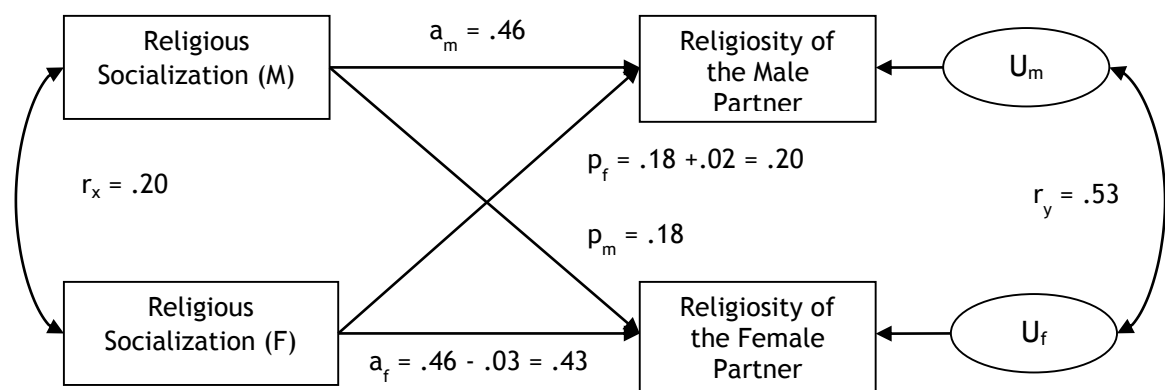 Religious
Socialization (M)
a_m = .46
Religiosity of
the Male
Partner
U_m
r_x = .20
p_f = .18 +.02 = .20
p_m = .18
r_y = .53
Religious
Socialization (F)
a_f = .46 - .03 = .43
Religiosity of
the Female
Partner
U_f